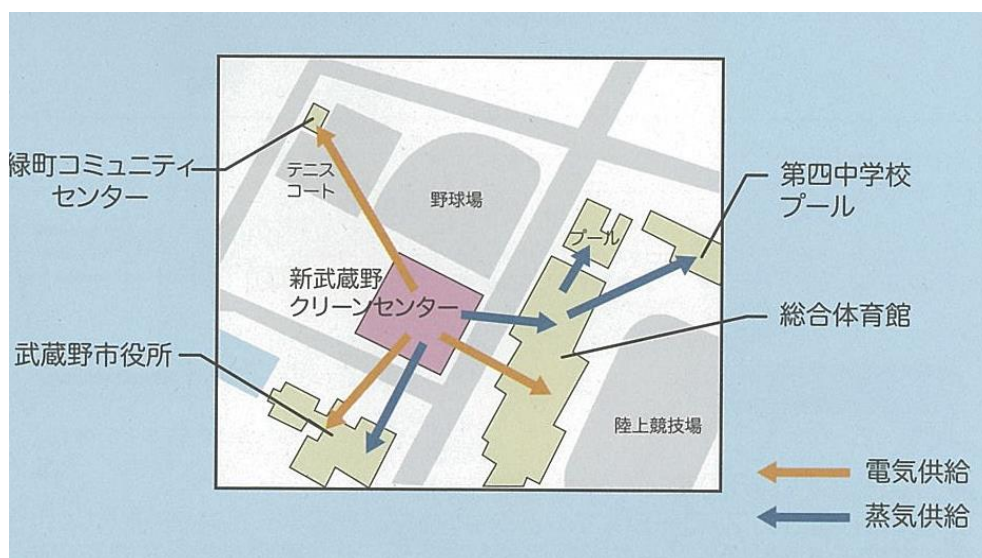 緑町コミュニティ
センター
テニス
コート
野球場
プール
第四中学校
プール
新武蔵野
クリーンセンター
総合体育館
武蔵野市役所
陸上競技場
電気供給
蒸気供給